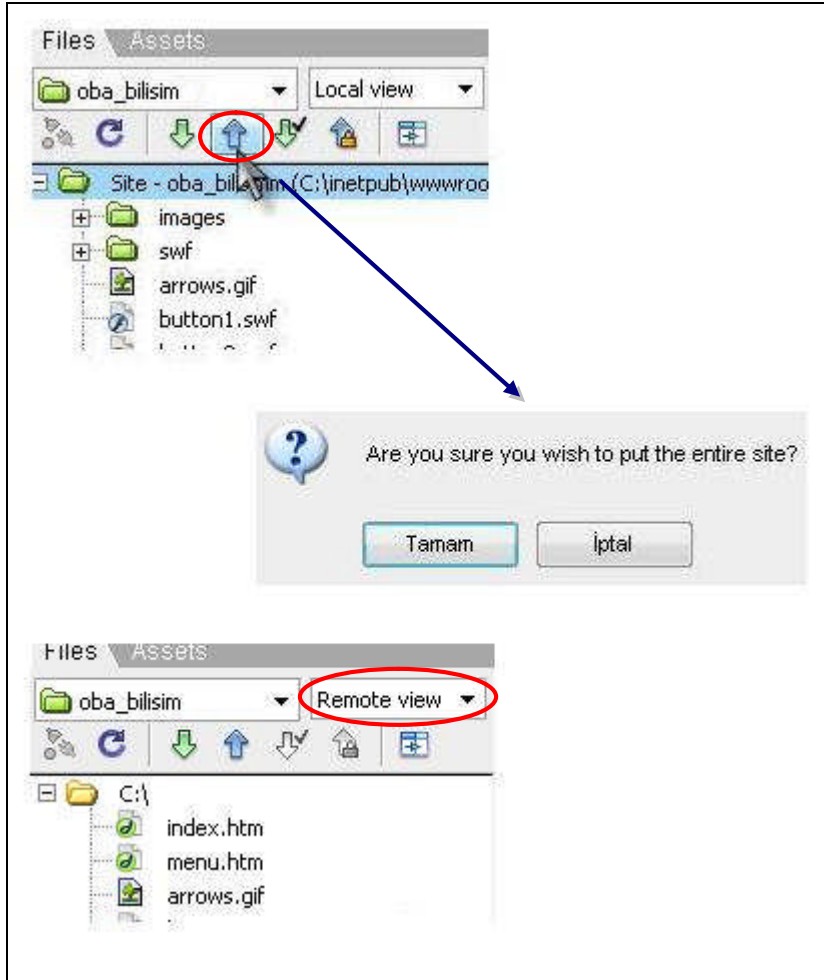 Files Assets
oba_bilisim Local view
Site - oba_bilisim (C:\inetpub\wwwroo
images
swf
arrows.gif
button1.swf
Are you sure you wish to put the entire site?
Tamam İptal
Files Assets
oba_bilisim Remote view
C:\
index.htm
menu.htm
arrows.gif